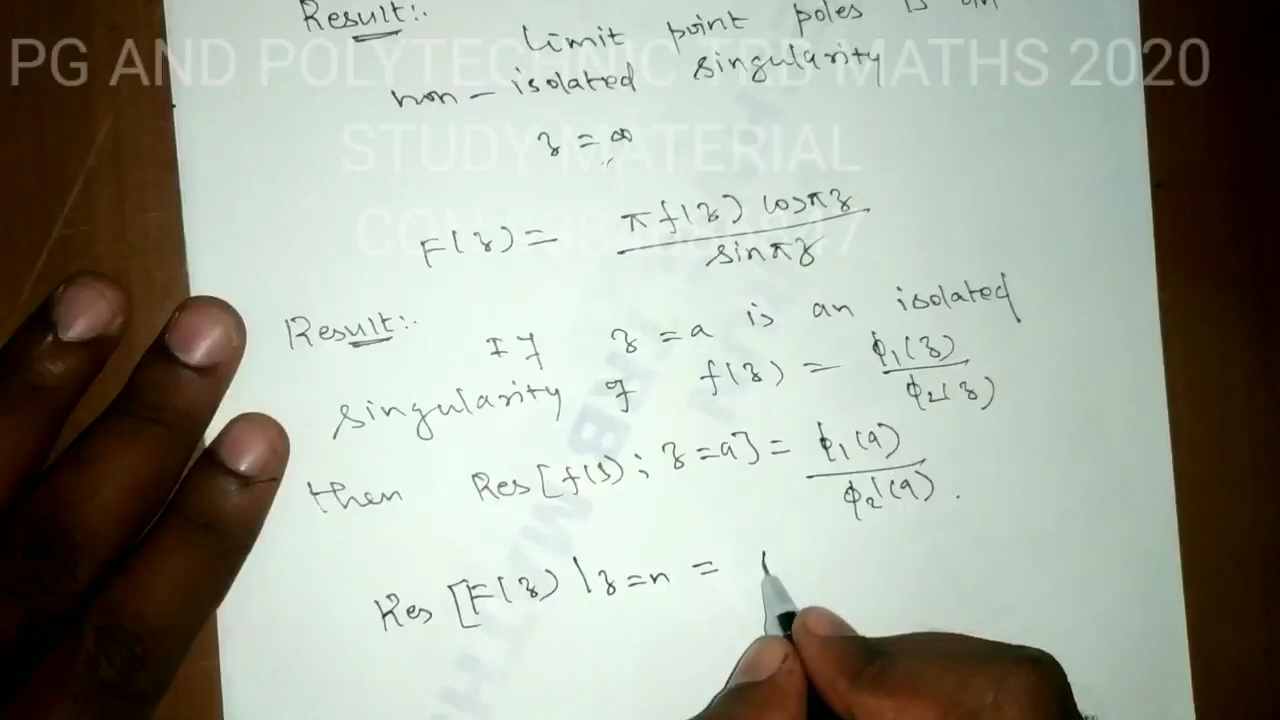 Result:-
limit point poles is an
non-isolated singularity
z = ∞
F(z) = π f(z) cosπz / sinπz
Result:-
If z = a is an isolated
singularity of f(z) = ϕ₁(z) / ϕ₂(z)
then Res[f(z); z=a] = ϕ₁(a) / ϕ₂'(a).
Res [F(z) | z=n =
PG AND POLYTECHNIC TRB MATHS 2020
STUDY MATERIAL